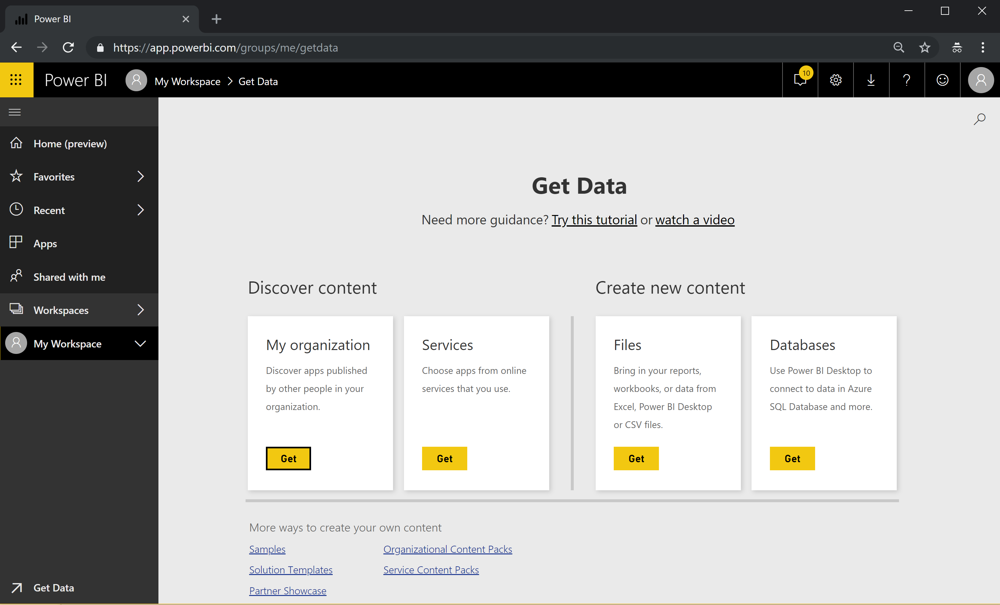 Power BI
https://app.powerbi.com/groups/me/getdata
Power BI
My Workspace > Get Data
10
Home (preview)
Favorites
Recent
Apps
Shared with me
Workspaces
My Workspace
Get Data
Get Data
Need more guidance? Try this tutorial or watch a video
Discover content
My organization
Discover apps published
by other people in your
organization.
Get
Services
Choose apps from online
services that you use.
Get
Create new content
Files
Bring in your reports,
workbooks, or data from
Excel, Power BI Desktop
or CSV files.
Get
Databases
Use Power BI Desktop to
connect to data in Azure
SQL Database and more.
Get
More ways to create your own content
Samples
Organizational Content Packs
Solution Templates
Service Content Packs
Partner Showcase